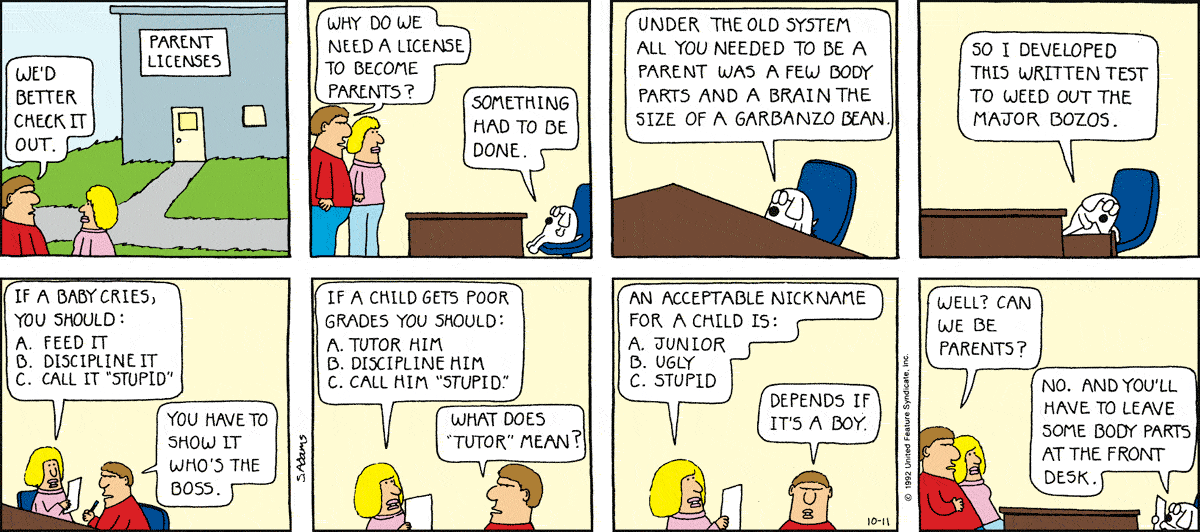 WE'D
BETTER
CHECK IT
OUT.
PARENT
LICENSES
WHY DO WE
NEED A LICENSE
TO BECOME
PARENTS?
SOMETHING
HAD TO BE
DONE.
UNDER THE OLD SYSTEM
ALL YOU NEEDED TO BE A
PARENT WAS A FEW BODY
PARTS AND A BRAIN THE
SIZE OF A GARBANZO BEAN.
SO I DEVELOPED
THIS WRITTEN TEST
TO WEED OUT THE
MAJOR BOZOS.
IF A BABY CRIES,
YOU SHOULD:
A. FEED IT
B. DISCIPLINE IT
C. CALL IT "STUPID"
YOU HAVE TO
SHOW IT
WHO'S THE
BOSS.
S.Adams
IF A CHILD GETS POOR
GRADES YOU SHOULD:
A. TUTOR HIM
B. DISCIPLINE HIM
C. CALL HIM "STUPID."
WHAT DOES
"TUTOR" MEAN?
AN ACCEPTABLE NICKNAME
FOR A CHILD IS:
A. JUNIOR
B. UGLY
C. STUPID
DEPENDS IF
IT'S A BOY.
10-11
© 1992 United Feature Syndicate, Inc.
WELL? CAN
WE BE
PARENTS?
NO. AND YOU'LL
HAVE TO LEAVE
SOME BODY PARTS
AT THE FRONT
DESK.